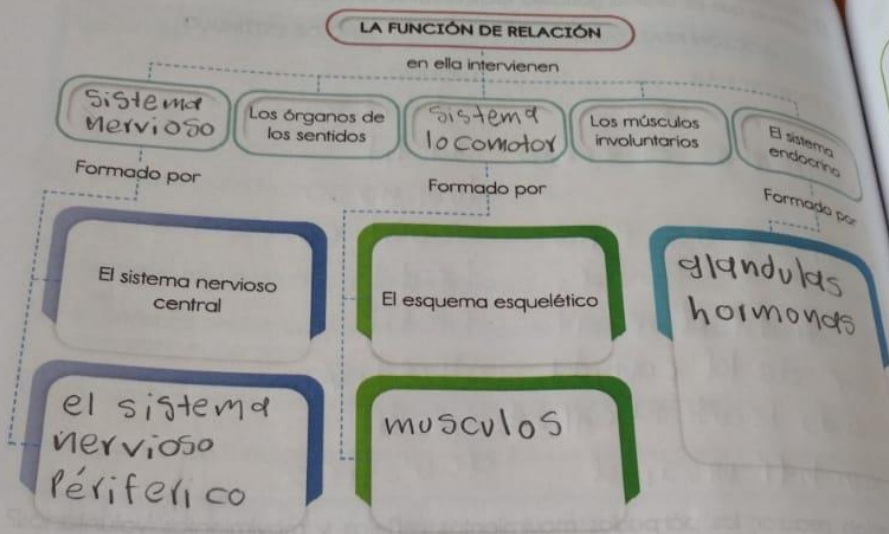 LA FUNCIÓN DE RELACIÓN
en ella intervienen
Sistema
nervioso
Los órganos de
los sentidos
sistema
locomotor
Los músculos
involuntarios
El sistema
endocrino
Formado por
Formado por
Formado por
El sistema nervioso
central
El esquema esquelético
glandulas
hormonas
el sistema
nervioso
Périferico
musculos